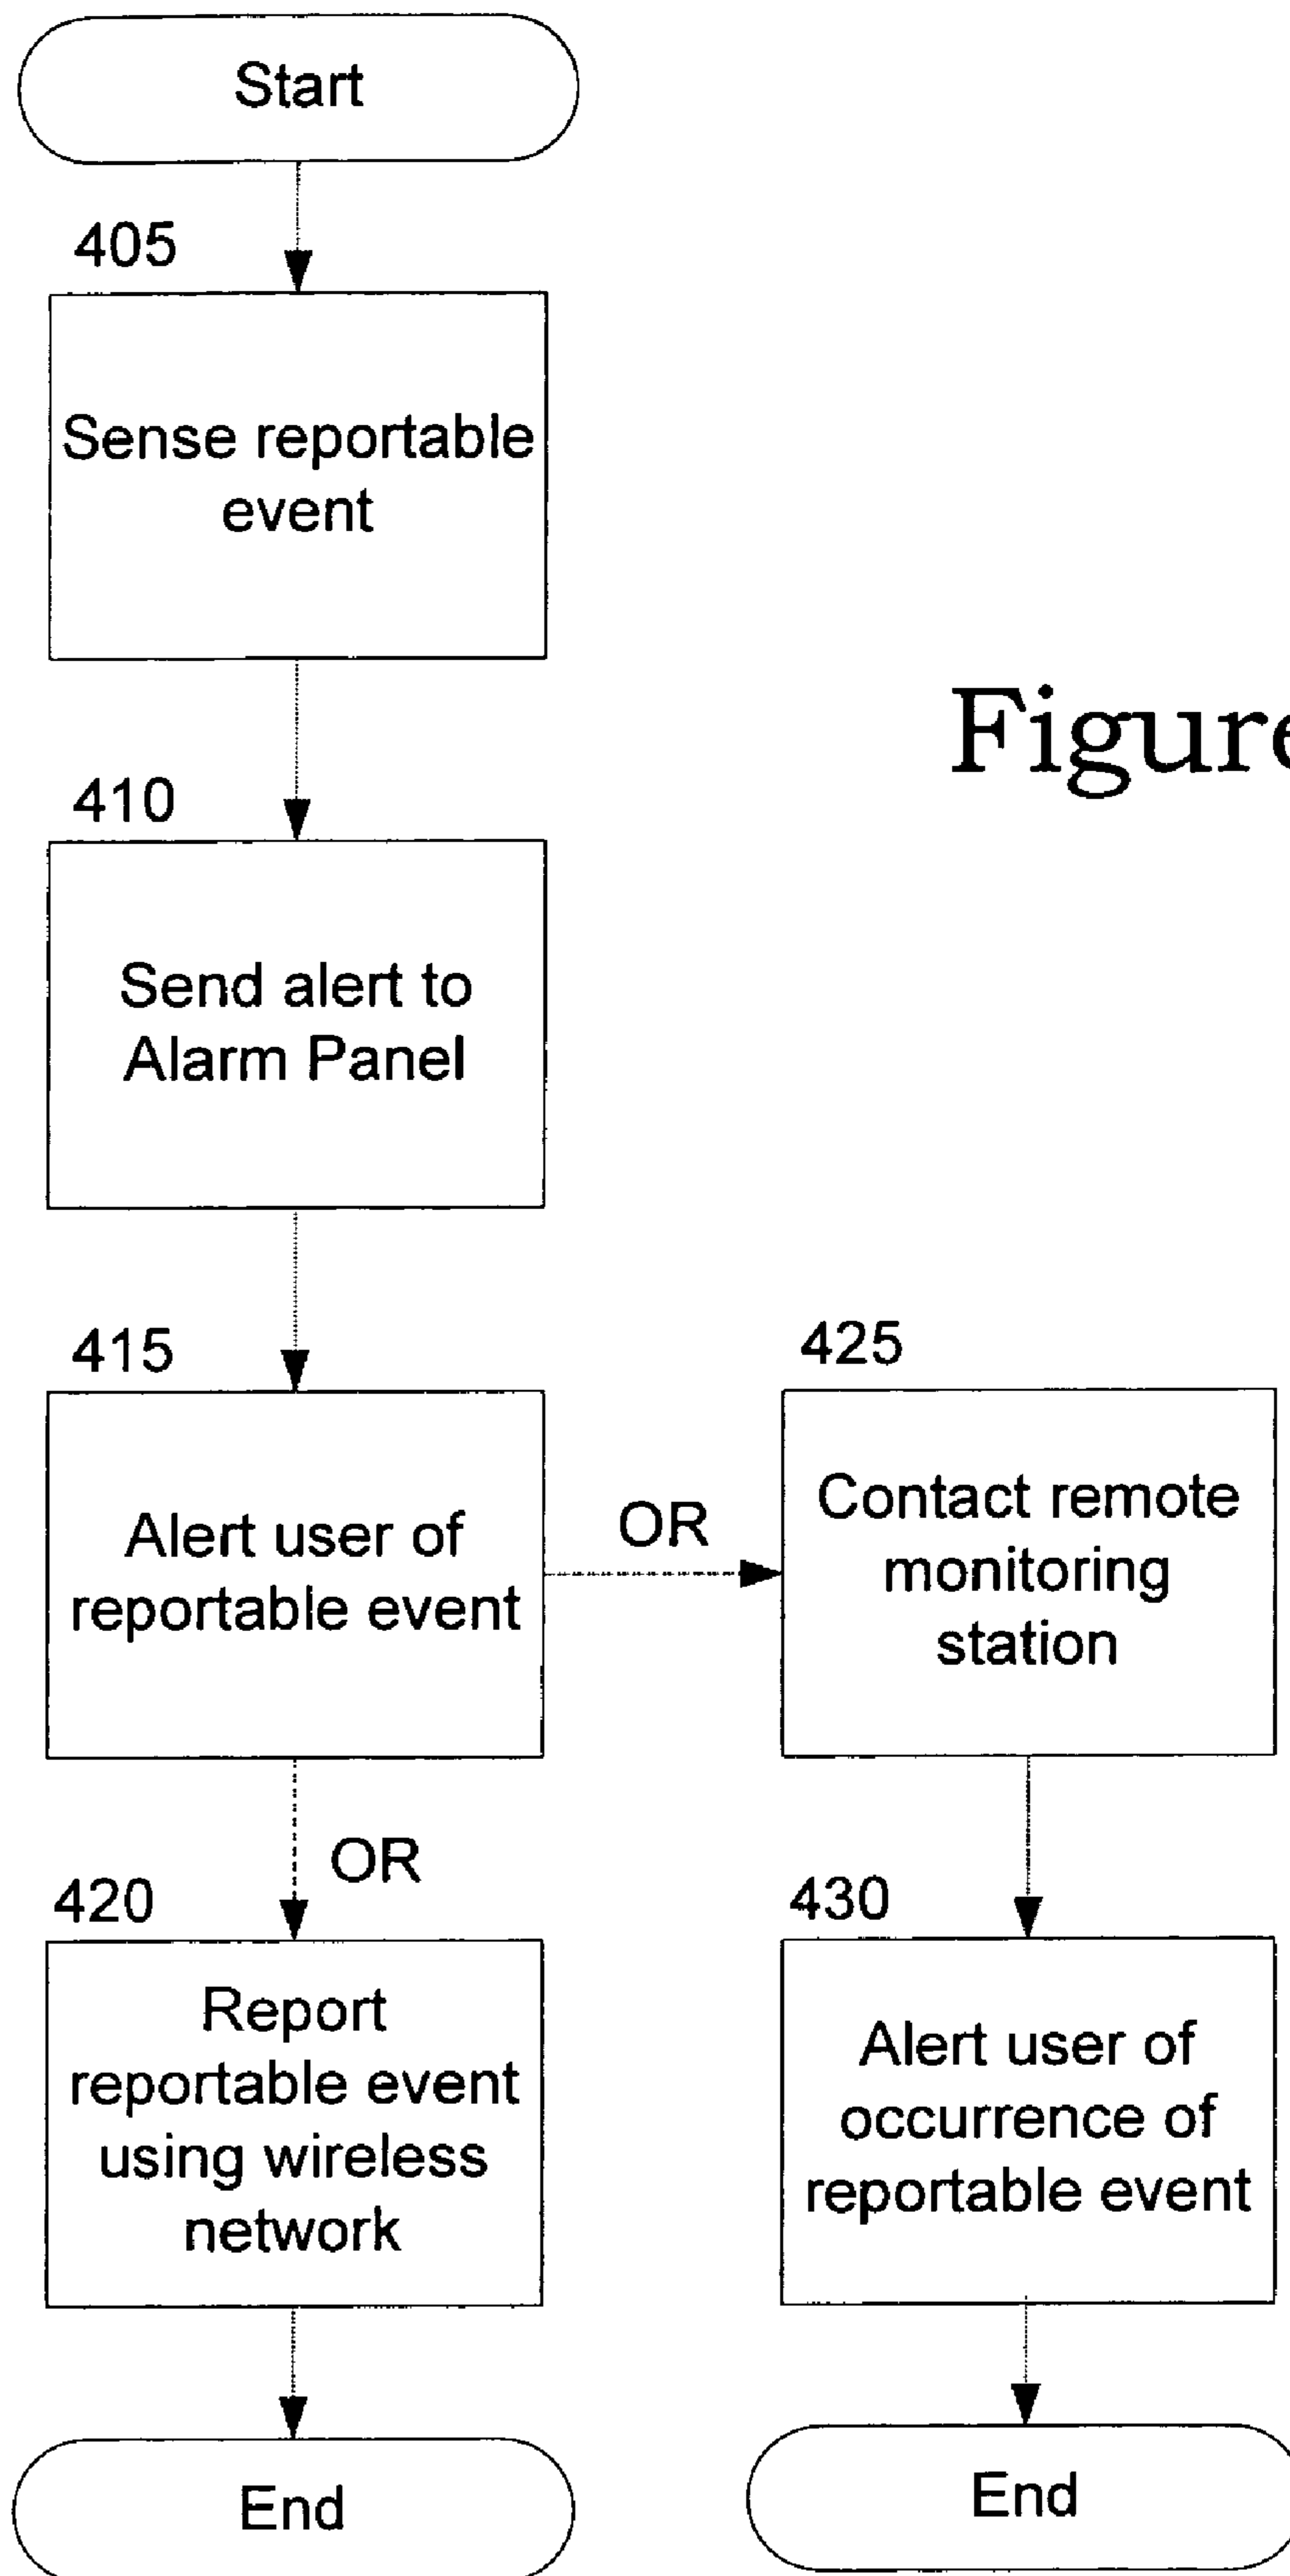 Start
405
Sense reportable
event
Figure
410
Send alert to
Alarm Panel
415
Alert user of
reportable event
OR
425
Contact remote
monitoring
station
OR
420
Report
reportable event
using wireless
network
430
Alert user of
occurrence of
reportable event
End
End